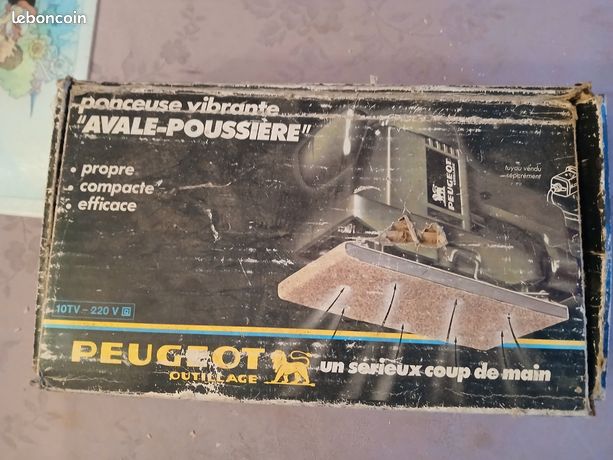 leboncoin
ponceuse vibrante
"AVALE-POUSSIÈRE"
• propre
• compacte
• efficace
tuyau vendu
séparément
PEUGEOT
10TV - 220 V
PEUGEOT
OUTILLAGE
un sérieux coup de main